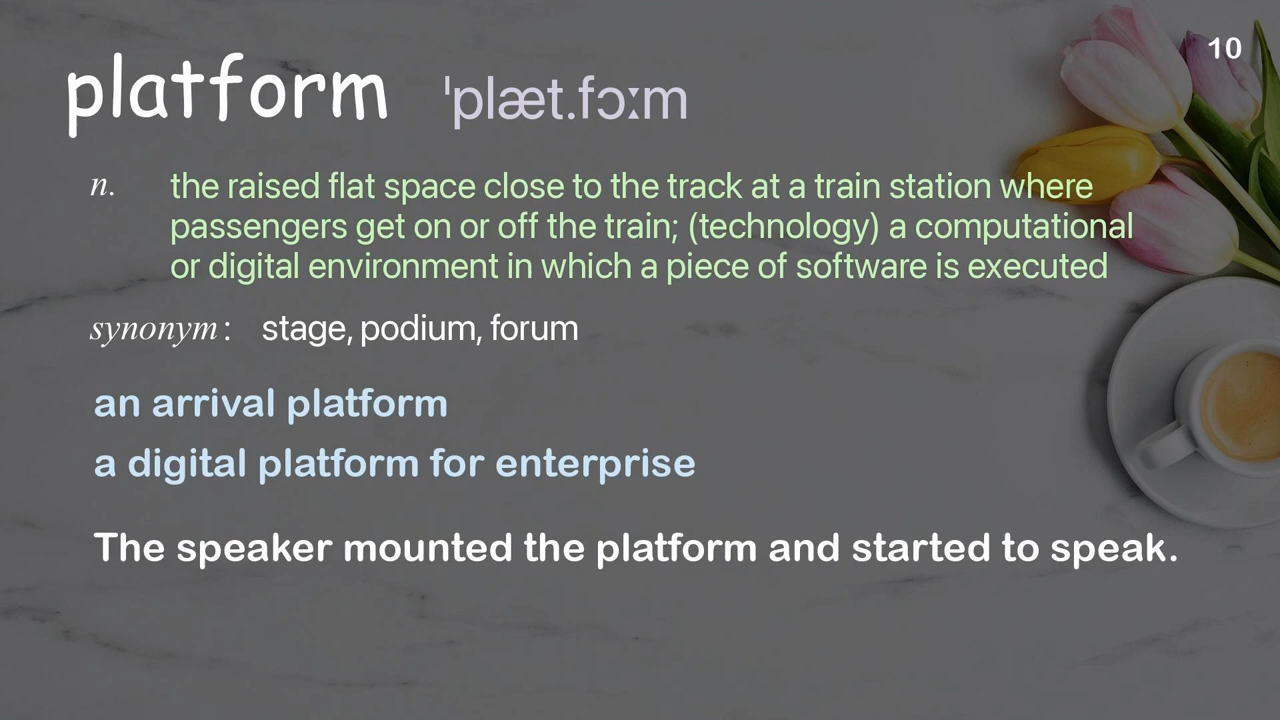 10
platform ˈplæt.fɔːm
n. the raised flat space close to the track at a train station where
passengers get on or off the train; (technology) a computational
or digital environment in which a piece of software is executed
synonym: stage, podium, forum
an arrival platform
a digital platform for enterprise
The speaker mounted the platform and started to speak.